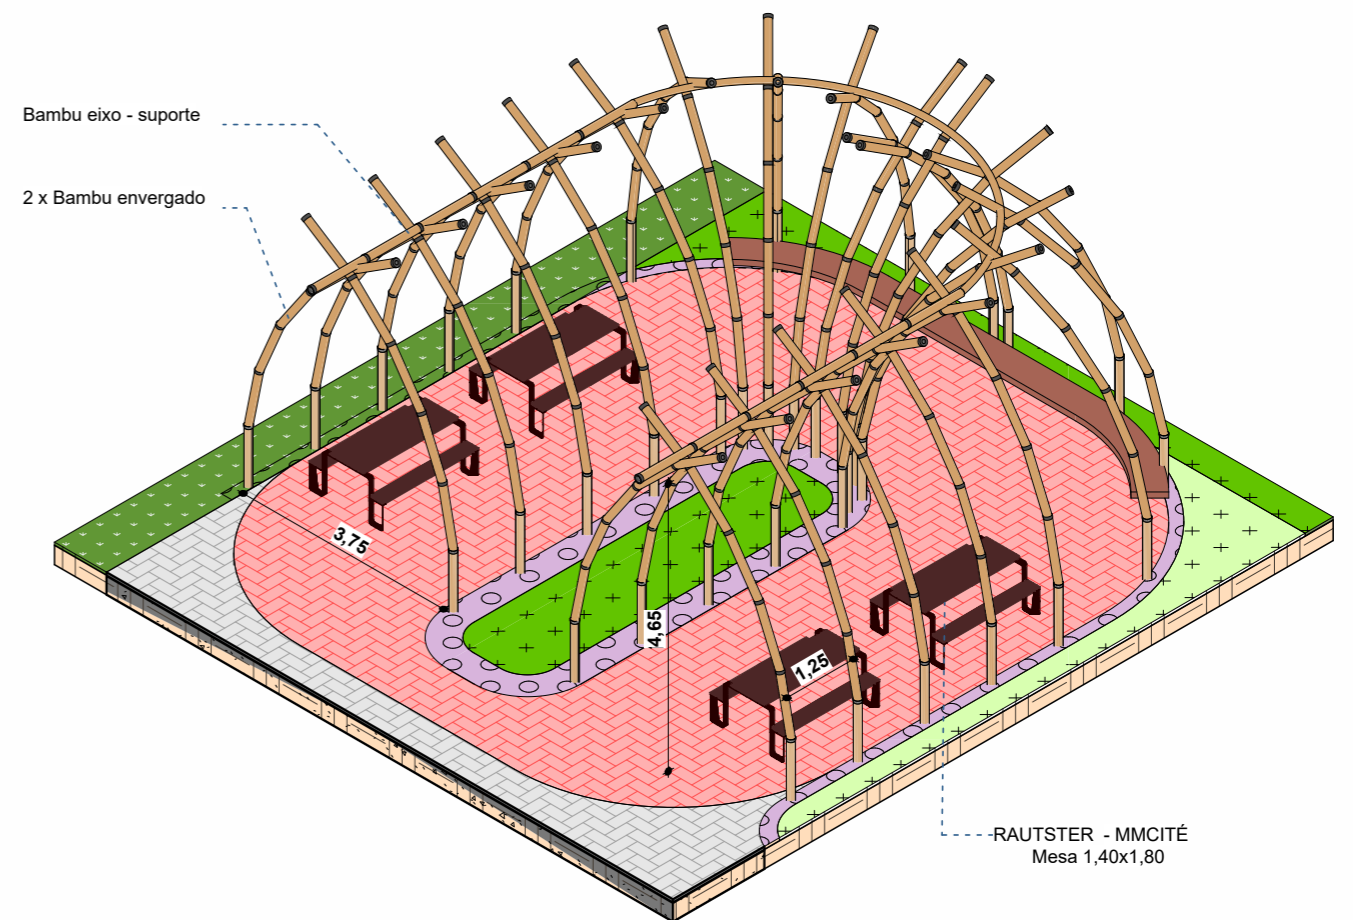 Bambu eixo - suporte
2 x Bambu envergado
3,75
4,65
1,25
RAUTSTER - MMCITÉ
Mesa 1,40x1,80